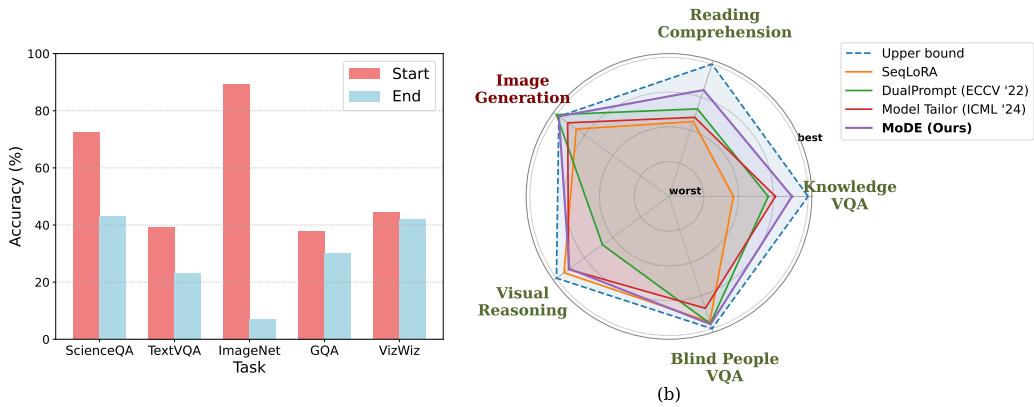 100
80
60
40
20
0
Accuracy (%)
Start
End
ScienceQA TextVQA ImageNet GQA VizWiz
Task
Reading
Comprehension
Image
Generation
best
worst
Knowledge
VQA
Visual
Reasoning
Blind People
VQA
Upper bound
SeqLoRA
DualPrompt (ECCV '22)
Model Tailor (ICML '24)
MoDE (Ours)
(b)